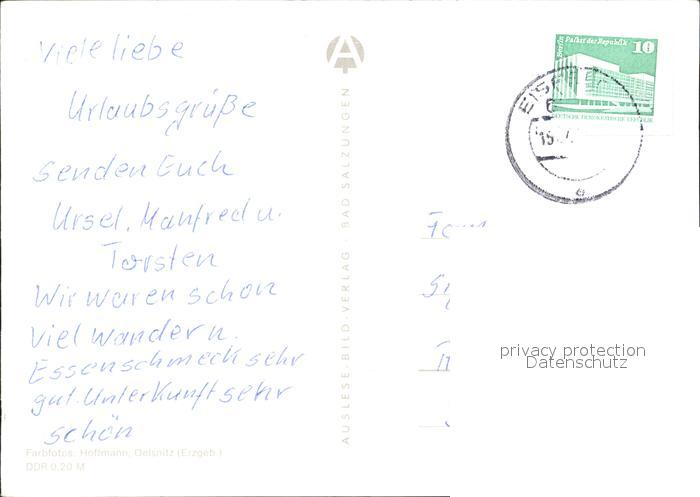 Viele liebe
Urlaubsgrüße
senden Euch
Ursel, Manfred u.
Torsten
Wir waren schon
viel wandern.
Essen schmeck sehr
gut. Unterkunft sehr
schön
Farbfotos: Hoffmann, Oelsnitz (Erzgeb.)
DDR 0,20 M
AUSLESE-BILD-VERLAG · BAD SALZUNGEN
A
Berlin Palast der Republik 10
DEUTSCHE DEMOKRATISCHE REPUBLIK
privacy protection
Datenschutz